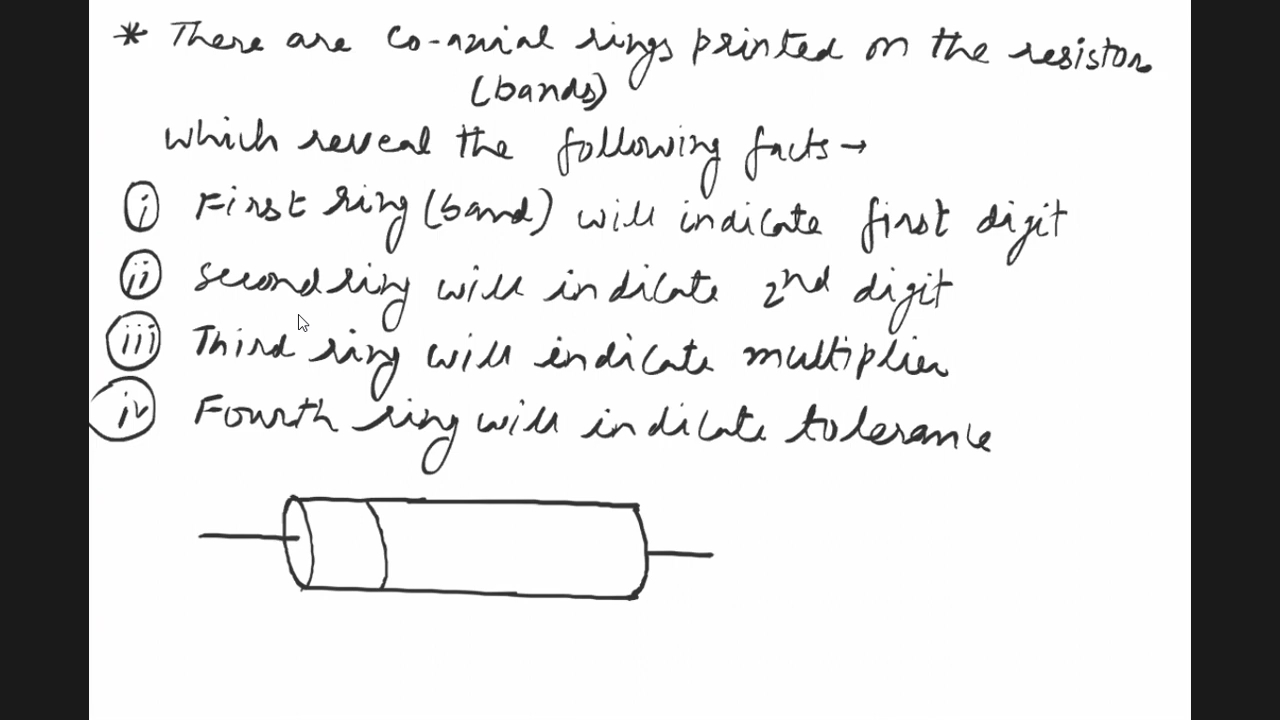 * There are co-axial rings printed on the resistor
(bands)
which reveal the following facts →
(i) First ring (band) will indicate first digit
(ii) Second ring will indicate 2nd digit
(iii) Third ring will indicate multiplier
(iv) Fourth ring will indicate tolerance